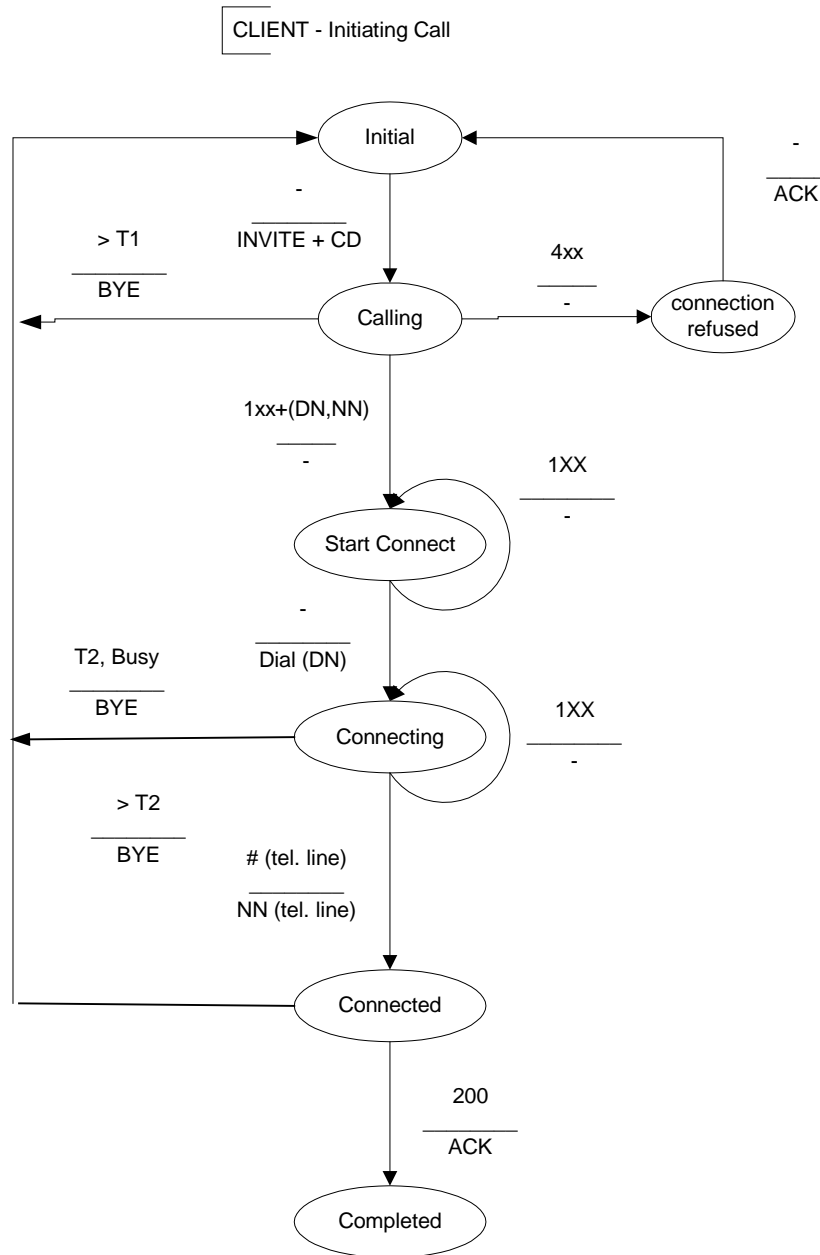 CLIENT - Initiating Call
Initial
-
ACK
-
INVITE + CD
> T1
BYE
4xx
-
Calling
connection
refused
1xx+(DN,NN)
-
1XX
-
Start Connect
-
Dial (DN)
T2, Busy
BYE
1XX
-
Connecting
> T2
BYE
# (tel. line)
NN (tel. line)
Connected
200
ACK
Completed